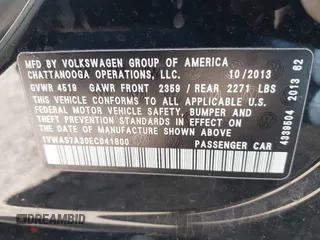 MFD BY VOLKSWAGEN GROUP OF AMERICA
CHATTANOOGA OPERATIONS, LLC. 10/2013
GVWR 4519 GAWR FRONT 2359 / REAR 2271 LBS
THIS VEHICLE CONFORMS TO ALL APPLICABLE U.S. FEDERAL
MOTOR VEHICLE SAFETY, BUMPER AND THEFT
PREVENTION STANDARDS IN EFFECT ON THE DATE OF
MANUFACTURE SHOWN ABOVE.
1VWAS7A30EC041800 PASSENGER CAR
4339504 2013 62
CARADBID